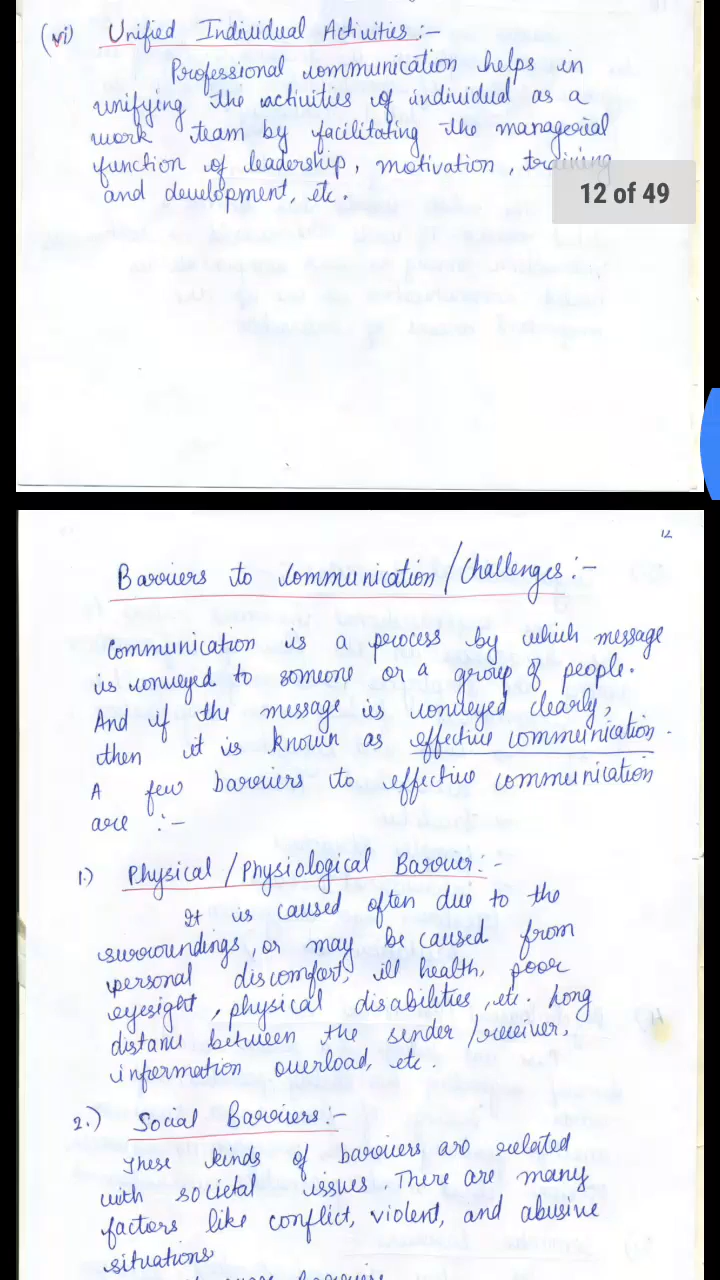 (vi) Unified Individual Activities :-
Professional communication helps in
unifying the activities of individual as a
work team by facilitating the managerial
function of leadership, motivation, training
and development, etc.
12 of 49
12
Barriers to Communication / Challenges :-
Communication is a process by which message
is conveyed to someone or a group of people.
And if the message is conveyed clearly,
then it is known as effective communication.
A few barriers to effective communication
are :-
1.) Physical / Physiological Barrier :-
It is caused often due to the
surroundings, or may be caused from
personal discomfort, ill health, poor
eyesight, physical disabilities, etc. Long
distance between the sender / receiver,
information overload, etc.
2.) Social Barriers :-
These kinds of barriers are related
with societal issues. There are many
factors like conflict, violent, and abusive
situations